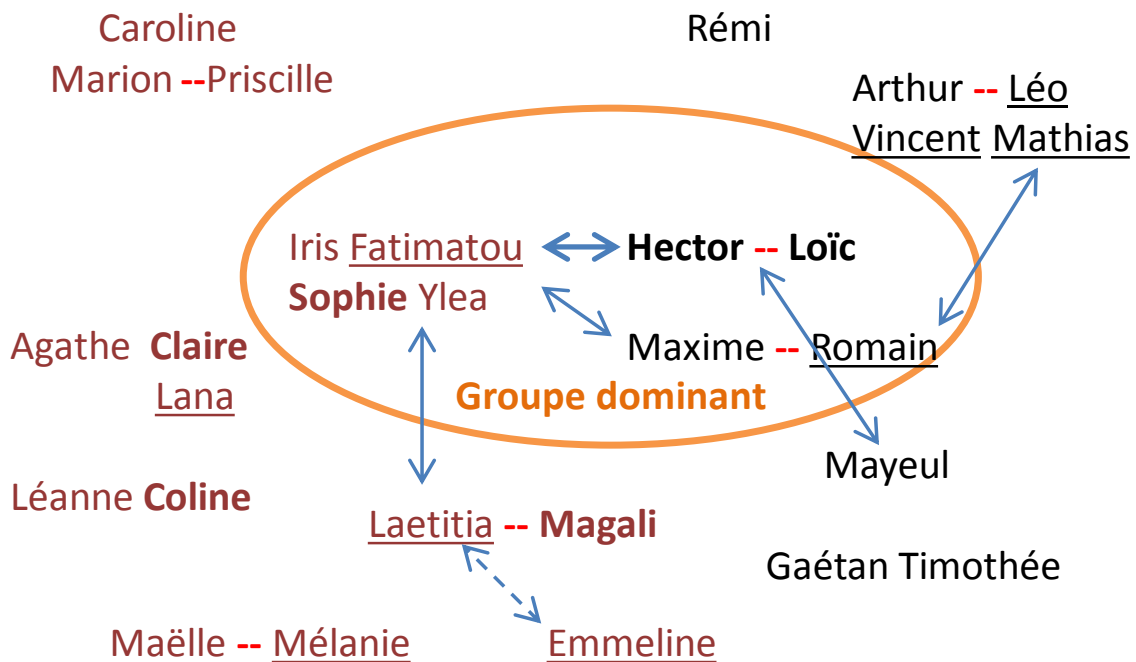 Caroline
Rémi
Marion --Priscille
Arthur -- Léo
Vincent Mathias
Iris Fatimatou
Hector -- Loïc
Sophie Ylea
Agathe Claire
Maxime -- Romain
Lana
Groupe dominant
Mayeul
Léanne Coline
Laetitia -- Magali
Gaétan Timothée
Maëlle -- Mélanie
Emmeline